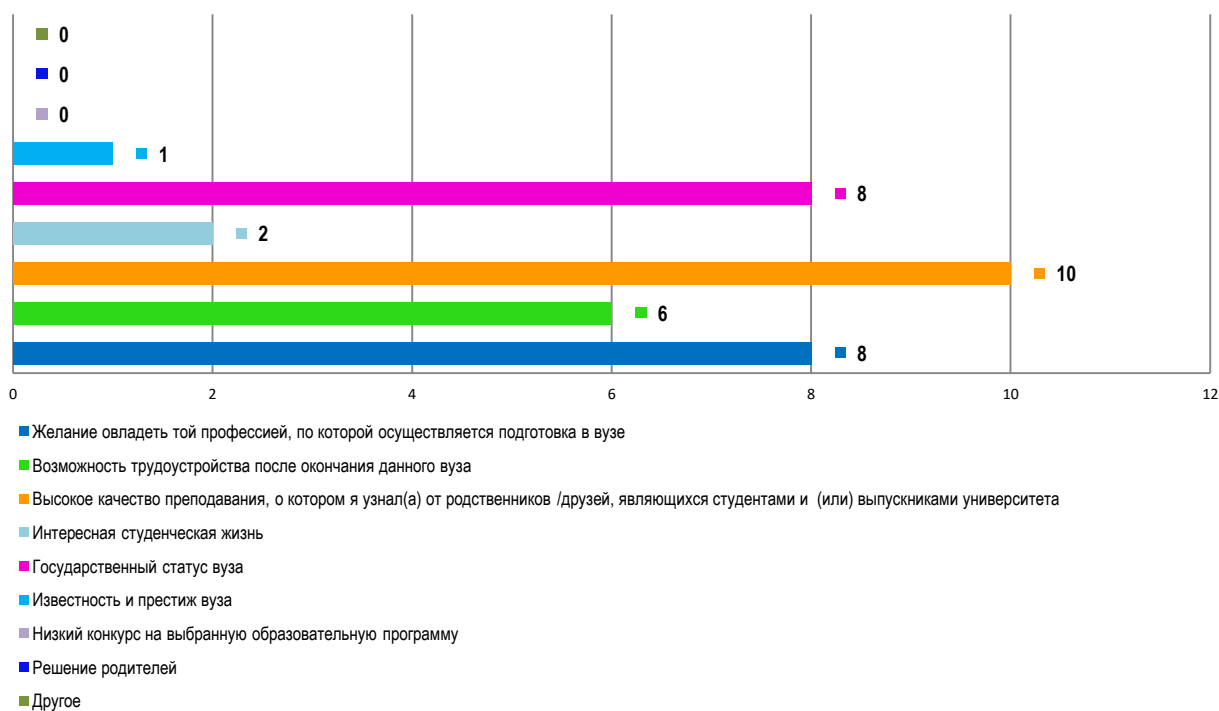 0
0
0
1
8
2
10
6
8
0 2 4 6 8 10 12
Желание овладеть той профессией, по которой осуществляется подготовка в вузе
Возможность трудоустройства после окончания данного вуза
Высокое качество преподавания, о котором я узнал(а) от родственников /друзей, являющихся студентами и (или) выпускниками университета
Интересная студенческая жизнь
Государственный статус вуза
Известность и престиж вуза
Низкий конкурс на выбранную образовательную программу
Решение родителей
Другое